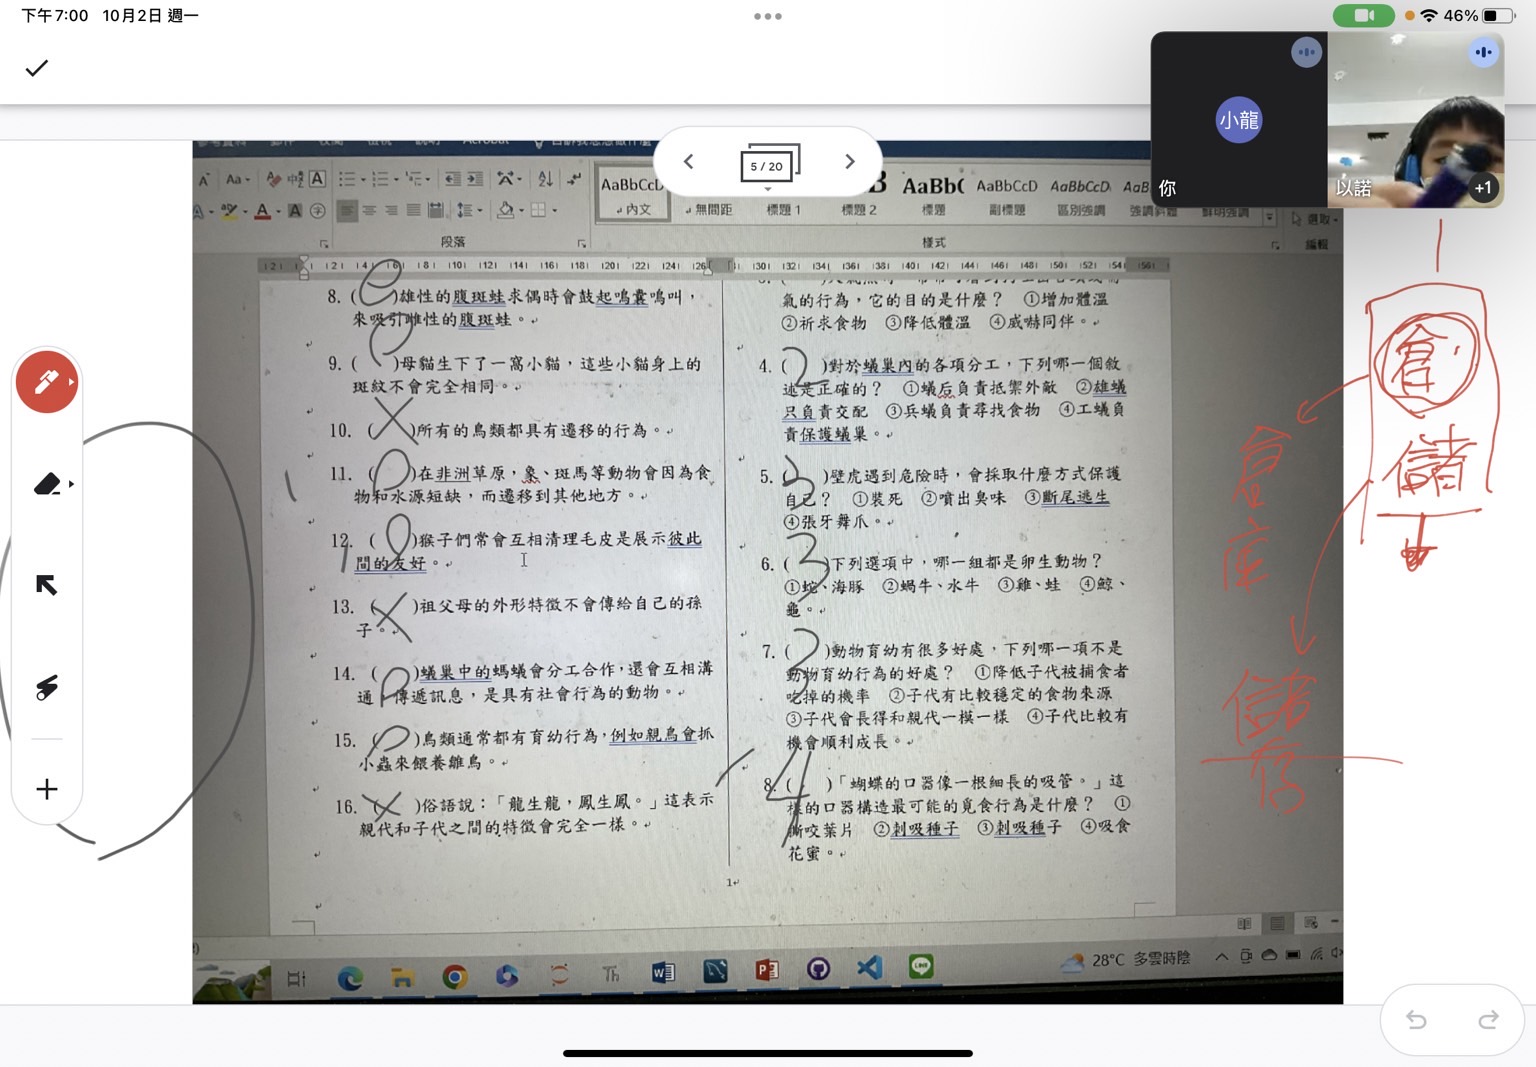 下午7:00 10月2日 週一
46%
小龍
你
以諾
+1
5 / 20
Aa
AaBbCcD
AaBb(
AaBbCcD
AaBbCcD
AaB
內文
無間距
標題 1
標題 2
標題
副標題
區別強調
強調斜體
鮮明強調
選取
段落
樣式
編輯
8. ( )雄性的腹斑蛙求偶時會鼓起鳴囊鳴叫，
來吸引雌性的腹斑蛙。
9. ( )母貓生下了一窩小貓，這些小貓身上的
斑紋不會完全相同。
10. (X)所有的鳥類都具有遷移的行為。
11. (O)在非洲草原，象、斑馬等動物會因為食
物和水源短缺，而遷移到其他地方。
12. (O)猴子們常會互相清理毛皮是展示彼此
間的友好。
13. (X)祖父母的外形特徵不會傳給自己的孫
子。
14. ( )蟻巢中的螞蟻會分工合作，還會互相溝
通、傳遞訊息，是具有社會行為的動物。
15. (O)鳥類通常都有育幼行為，例如親鳥會抓
小蟲來餵養雛鳥。
16. (X)俗語說：「龍生龍，鳳生鳳。」這表示
親代和子代之間的特徵會完全一樣。
氣的行為，它的目的是什麼？ ①增加體溫
②祈求食物 ③降低體溫 ④威嚇同伴。
4. (2)對於蟻巢內的各項分工，下列哪一個敘
述是正確的？ ①蟻后負責抵禦外敵 ②雄蟻
只負責交配 ③兵蟻負責尋找食物 ④工蟻負
責保護蟻巢。
5. (3)壁虎遇到危險時，會採取什麼方式保護
自己？ ①裝死 ②噴出臭味 ③斷尾逃生
④張牙舞爪。
6. (3)下列選項中，哪一組都是卵生動物？
①蛇、海豚 ②蝸牛、水牛 ③雞、蛙 ④鯨、
龜。
7. (3)動物育幼有很多好處，下列哪一項不是
動物育幼行為的好處？ ①降低子代被捕食者
吃掉的機率 ②子代有比較穩定的食物來源
③子代會長得和親代一模一樣 ④子代比較有
機會順利成長。
8. (4)「蝴蝶的口器像一根細長的吸管。」這
樣的口器構造最可能的覓食行為是什麼？ ①
撕咬葉片 ②刺吸種子 ③刺吸種子 ④吸食
花蜜。
1
倉
儲
倉庫
儲存
28°C 多雲時陰